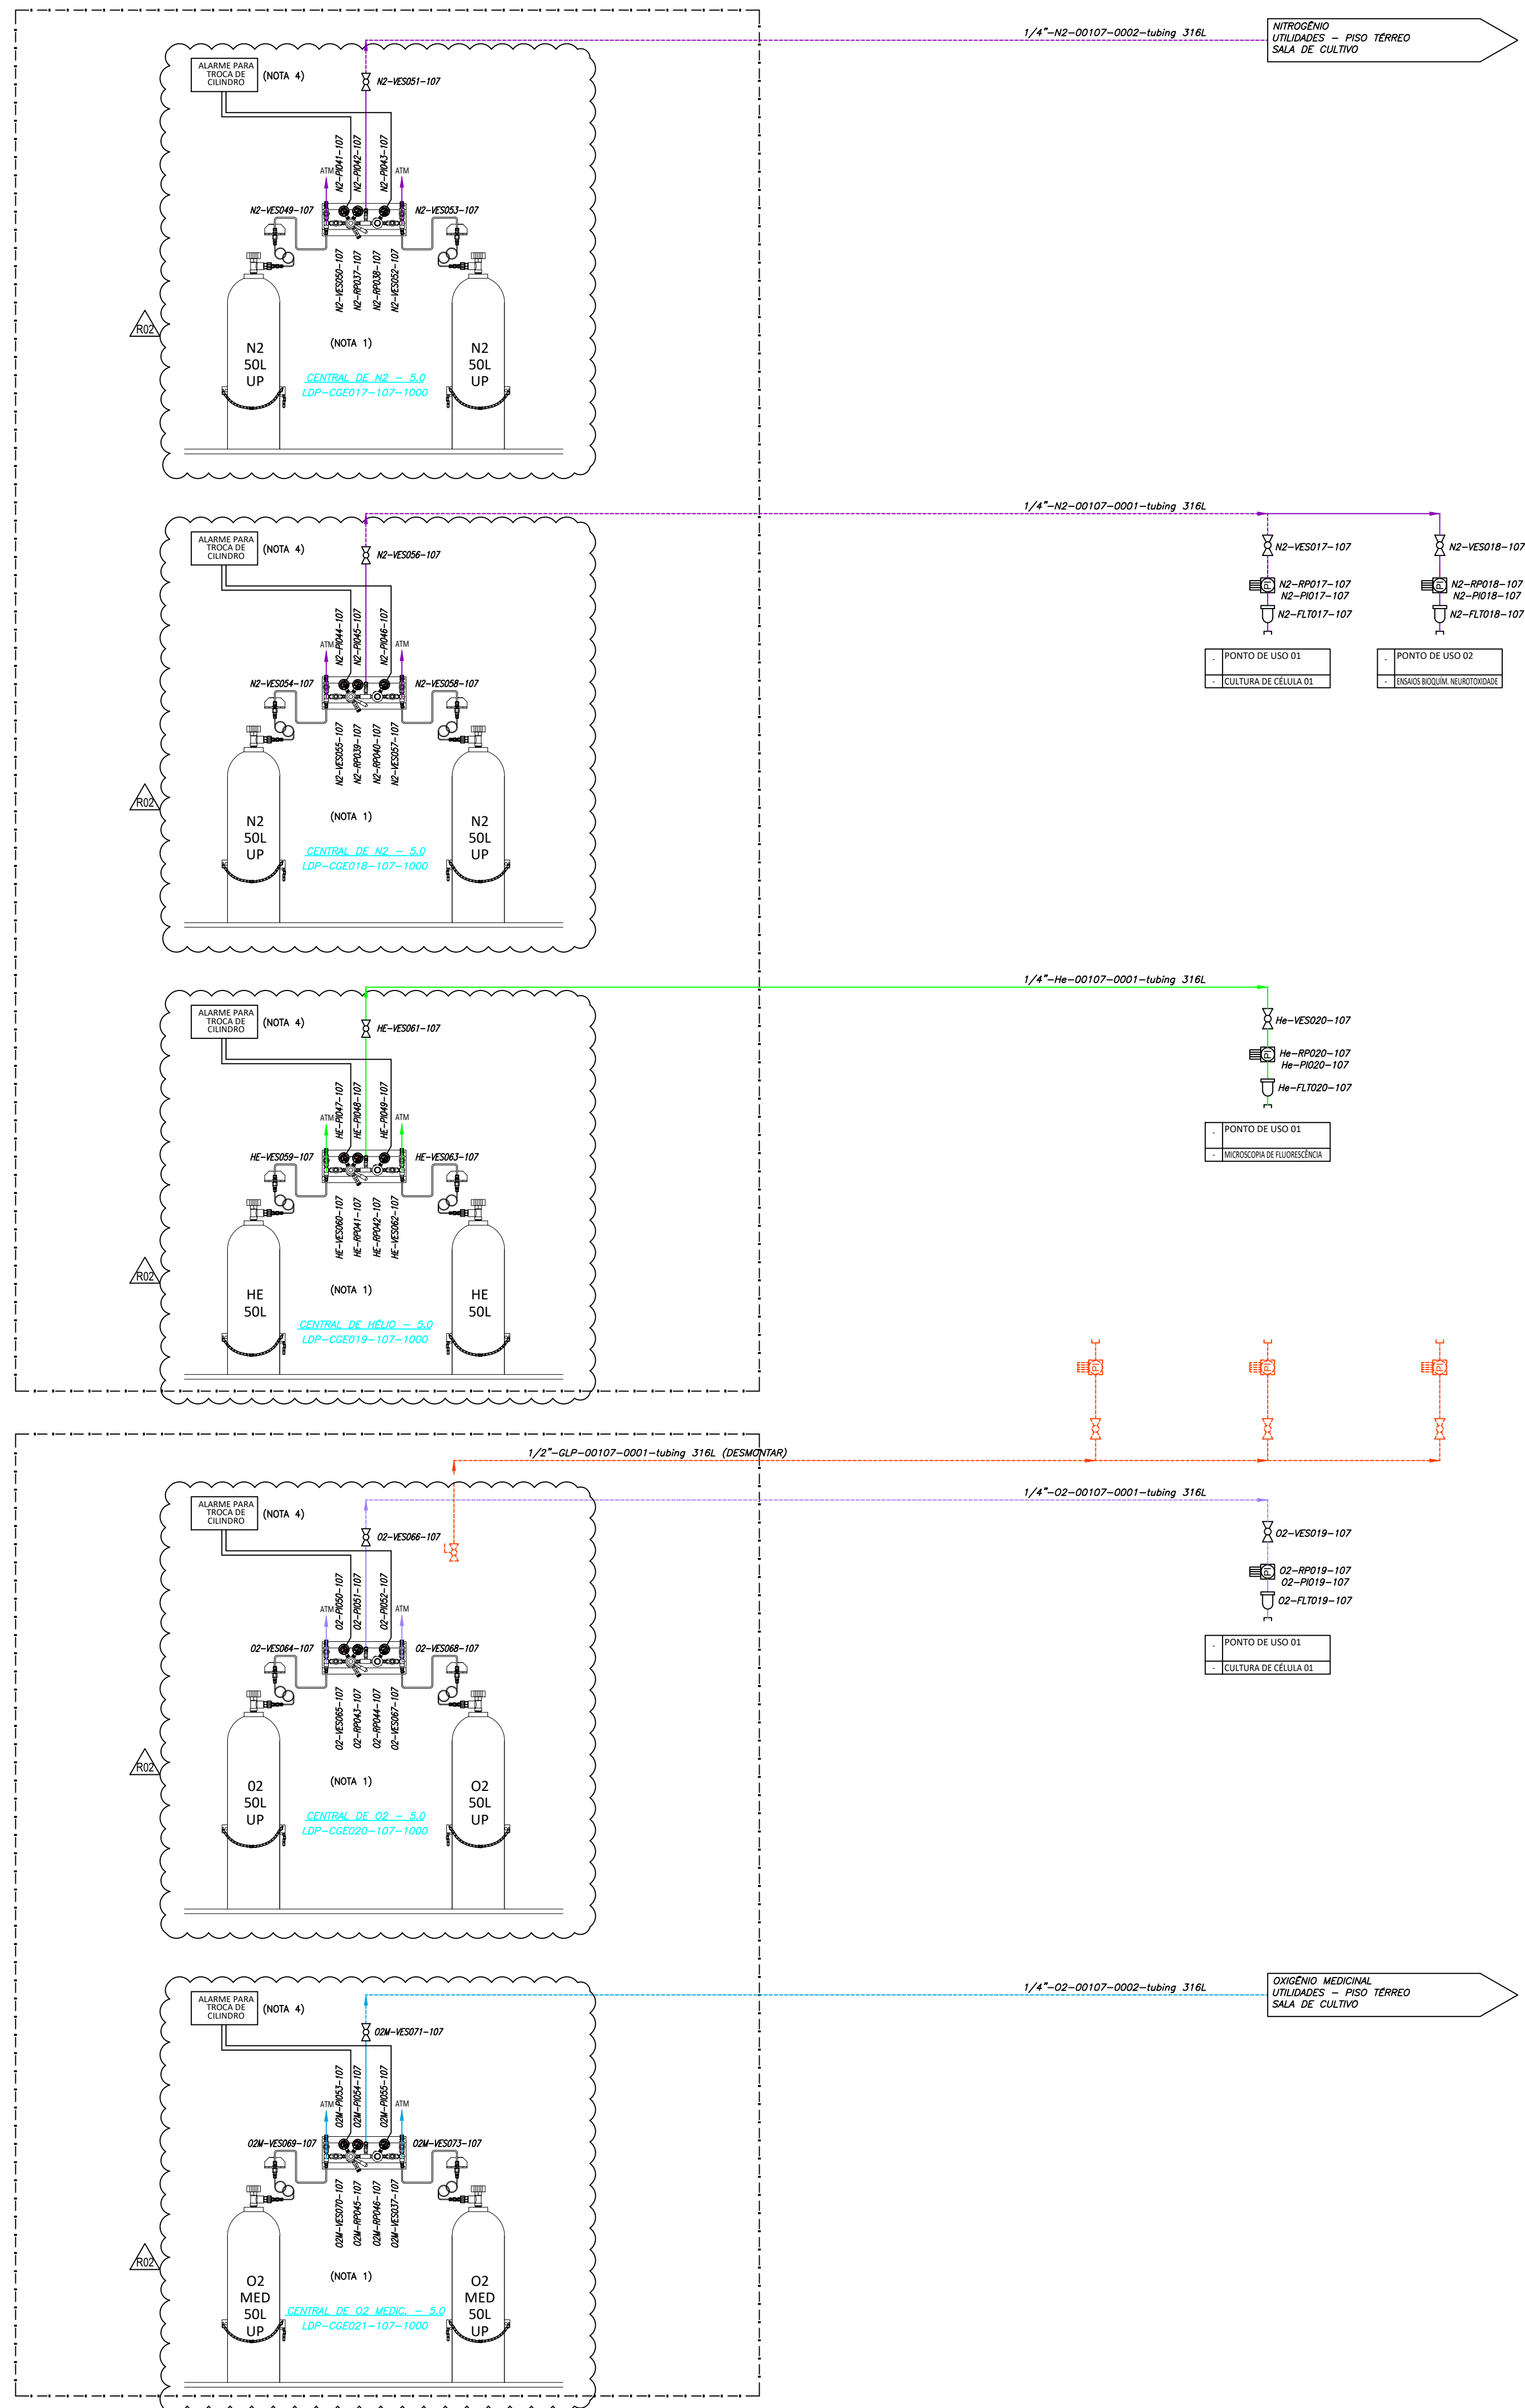 1/4"-N2-00107-0002-tubing 316L
NITROGÊNIO
UTILIDADES - PISO TÉRREO
SALA DE CULTIVO
ALARME PARA
TROCA DE
CILINDRO
(NOTA 4)
N2-VES051-107
N2-PI041-107
N2-PI042-107
N2-PI043-107
ATM
ATM
N2-VES049-107
N2-VES053-107
N2-VES050-107
N2-RP037-107
N2-RP038-107
N2-VES052-107
R02
(NOTA 1)
N2
50L
UP
N2
50L
UP
CENTRAL DE N2 - 5.0
LDP-CGE017-107-1000
1/4"-N2-00107-0001-tubing 316L
ALARME PARA
TROCA DE
CILINDRO
(NOTA 4)
N2-VES056-107
N2-VES017-107
N2-VES018-107
PI
N2-RP017-107
N2-PI017-107
PI
N2-RP018-107
N2-PI018-107
N2-FLT017-107
N2-FLT018-107
- PONTO DE USO 01
- CULTURA DE CÉLULA 01
- PONTO DE USO 02
- ENSAIOS BIOQUÍM. NEUROTOXIDADE
N2-PI044-107
N2-PI045-107
N2-PI046-107
ATM
ATM
N2-VES054-107
N2-VES058-107
N2-VES055-107
N2-RP039-107
N2-RP040-107
N2-VES057-107
R02
(NOTA 1)
N2
50L
UP
N2
50L
UP
CENTRAL DE N2 - 5.0
LDP-CGE018-107-1000
1/4"-He-00107-0001-tubing 316L
ALARME PARA
TROCA DE
CILINDRO
(NOTA 4)
HE-VES061-107
He-VES020-107
PI
He-RP020-107
He-PI020-107
He-FLT020-107
- PONTO DE USO 01
- MICROSCOPIA DE FLUORESCÊNCIA
HE-PI047-107
HE-PI048-107
HE-PI049-107
ATM
ATM
HE-VES059-107
HE-VES063-107
HE-VES060-107
HE-RP041-107
HE-RP042-107
HE-VES062-107
R02
(NOTA 1)
HE
50L
HE
50L
CENTRAL DE HÉLIO - 5.0
LDP-CGE019-107-1000
PI
PI
PI
1/2"-GLP-00107-0001-tubing 316L (DESMONTAR)
1/4"-O2-00107-0001-tubing 316L
ALARME PARA
TROCA DE
CILINDRO
(NOTA 4)
O2-VES066-107
O2-VES019-107
PI
O2-RP019-107
O2-PI019-107
O2-FLT019-107
- PONTO DE USO 01
- CULTURA DE CÉLULA 01
O2-PI050-107
O2-PI051-107
O2-PI052-107
ATM
ATM
O2-VES064-107
O2-VES068-107
O2-VES065-107
O2-RP043-107
O2-RP044-107
O2-VES067-107
R02
(NOTA 1)
02
50L
UP
O2
50L
UP
CENTRAL DE O2 - 5.0
LDP-CGE020-107-1000
1/4"-O2-00107-0002-tubing 316L
OXIGÊNIO MEDICINAL
UTILIDADES - PISO TÉRREO
SALA DE CULTIVO
ALARME PARA
TROCA DE
CILINDRO
(NOTA 4)
O2M-VES071-107
O2M-PI053-107
O2M-PI054-107
O2M-PI055-107
ATM
ATM
O2M-VES069-107
O2M-VES073-107
O2M-VES070-107
O2M-RP045-107
O2M-RP046-107
O2M-VES037-107
R02
(NOTA 1)
O2
MED
50L
UP
O2
MED
50L
UP
CENTRAL DE O2 MEDIC. - 5.0
LDP-CGE021-107-1000